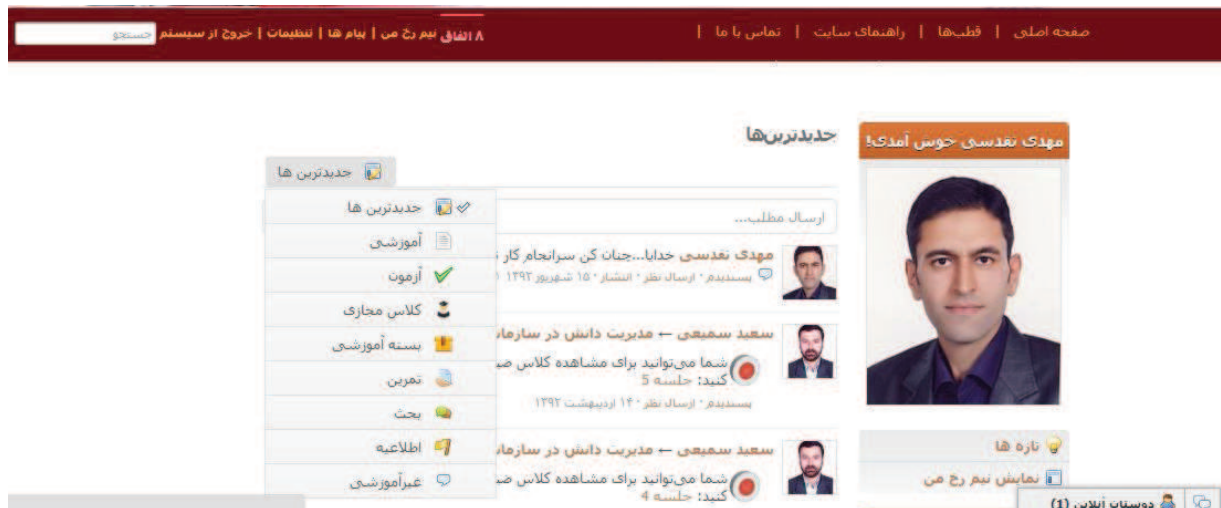 صفحه اصلی | قطب‌ها | راهنمای سایت | تماس با ما |
۸ اتفاق نیم رخ من | پیام ها | تنظیمات | خروج از سیستم
جستجو
مهدی تقدسی خوش آمدی!
تازه ها
نمایش نیم رخ من
جدیدترین‌ها
جدیدترین ها
جدیدترین ها
آموزشی
آزمون
کلاس مجازی
بسته آموزشی
تمرین
بحث
اطلاعیه
غیرآموزشی
ارسال مطلب...
مهدی تقدسی خدایا...چنان کن سرانجام کار
پسندیدم · ارسال نظر · انتشار · ۱۵ شهریور ۱۳۹۲
سعید سمیعی ← مدیریت دانش در سازما
شما می‌توانید برای مشاهده کلاس ضب
کنید: جلسه 5
پسندیدم · ارسال نظر · ۱۴ اردیبهشت ۱۳۹۲
سعید سمیعی ← مدیریت دانش در سازما
شما می‌توانید برای مشاهده کلاس ضب
کنید: جلسه 4
دوستان آنلاین (1)